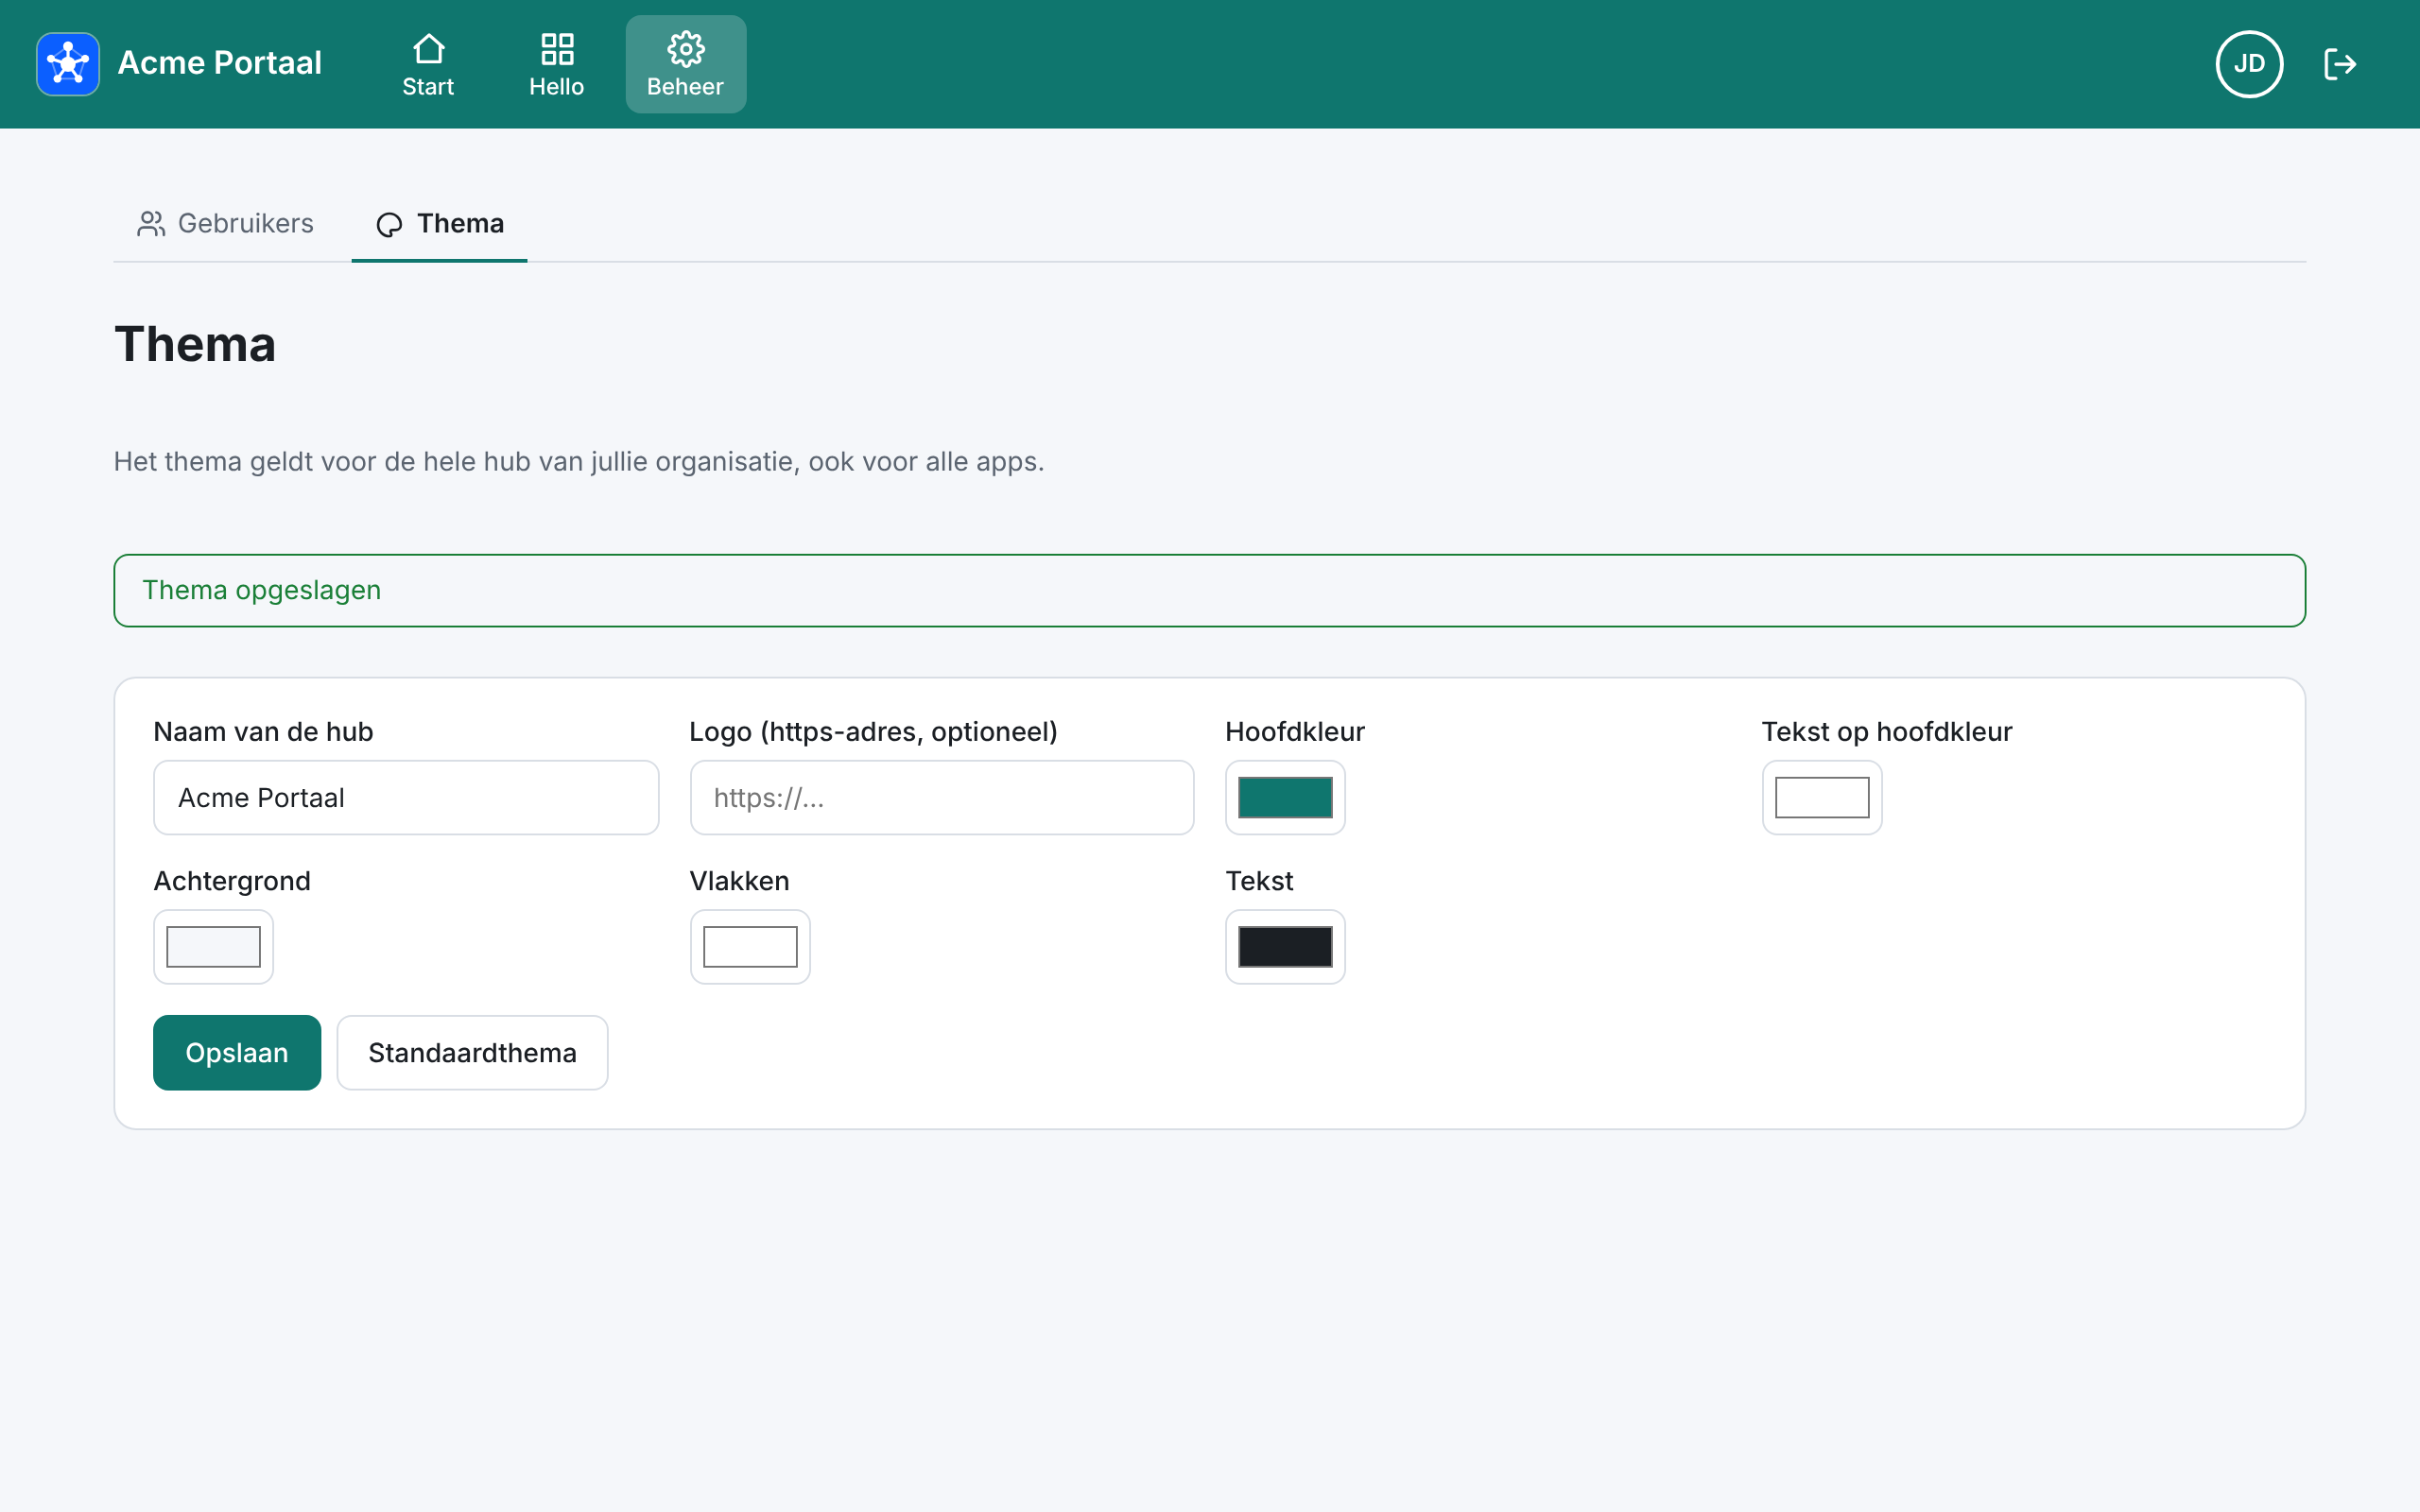 Acme Portaal
Start
Hello
Beheer
JD
Gebruikers
Thema
Thema
Het thema geldt voor de hele hub van jullie organisatie, ook voor alle apps.
Thema opgeslagen
Naam van de hub
Logo (https-adres, optioneel)
Hoofdkleur
Tekst op hoofdkleur
Acme Portaal
https://...
Achtergrond
Vlakken
Tekst
Opslaan
Standaardthema